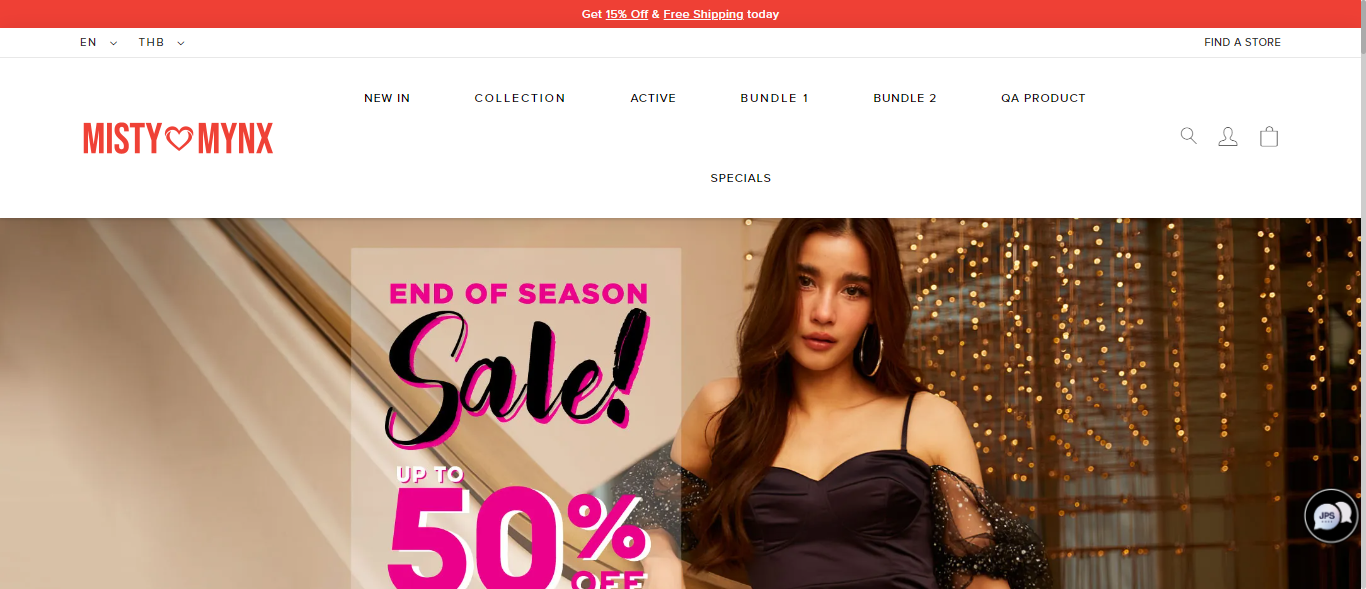 Get 15% Off & Free Shipping today
EN THB FIND A STORE
NEW IN COLLECTION ACTIVE BUNDLE 1 BUNDLE 2 QA PRODUCT
MISTY MYNX
SPECIALS
END OF SEASON
Sale!
UP TO
50%
OFF
JPS